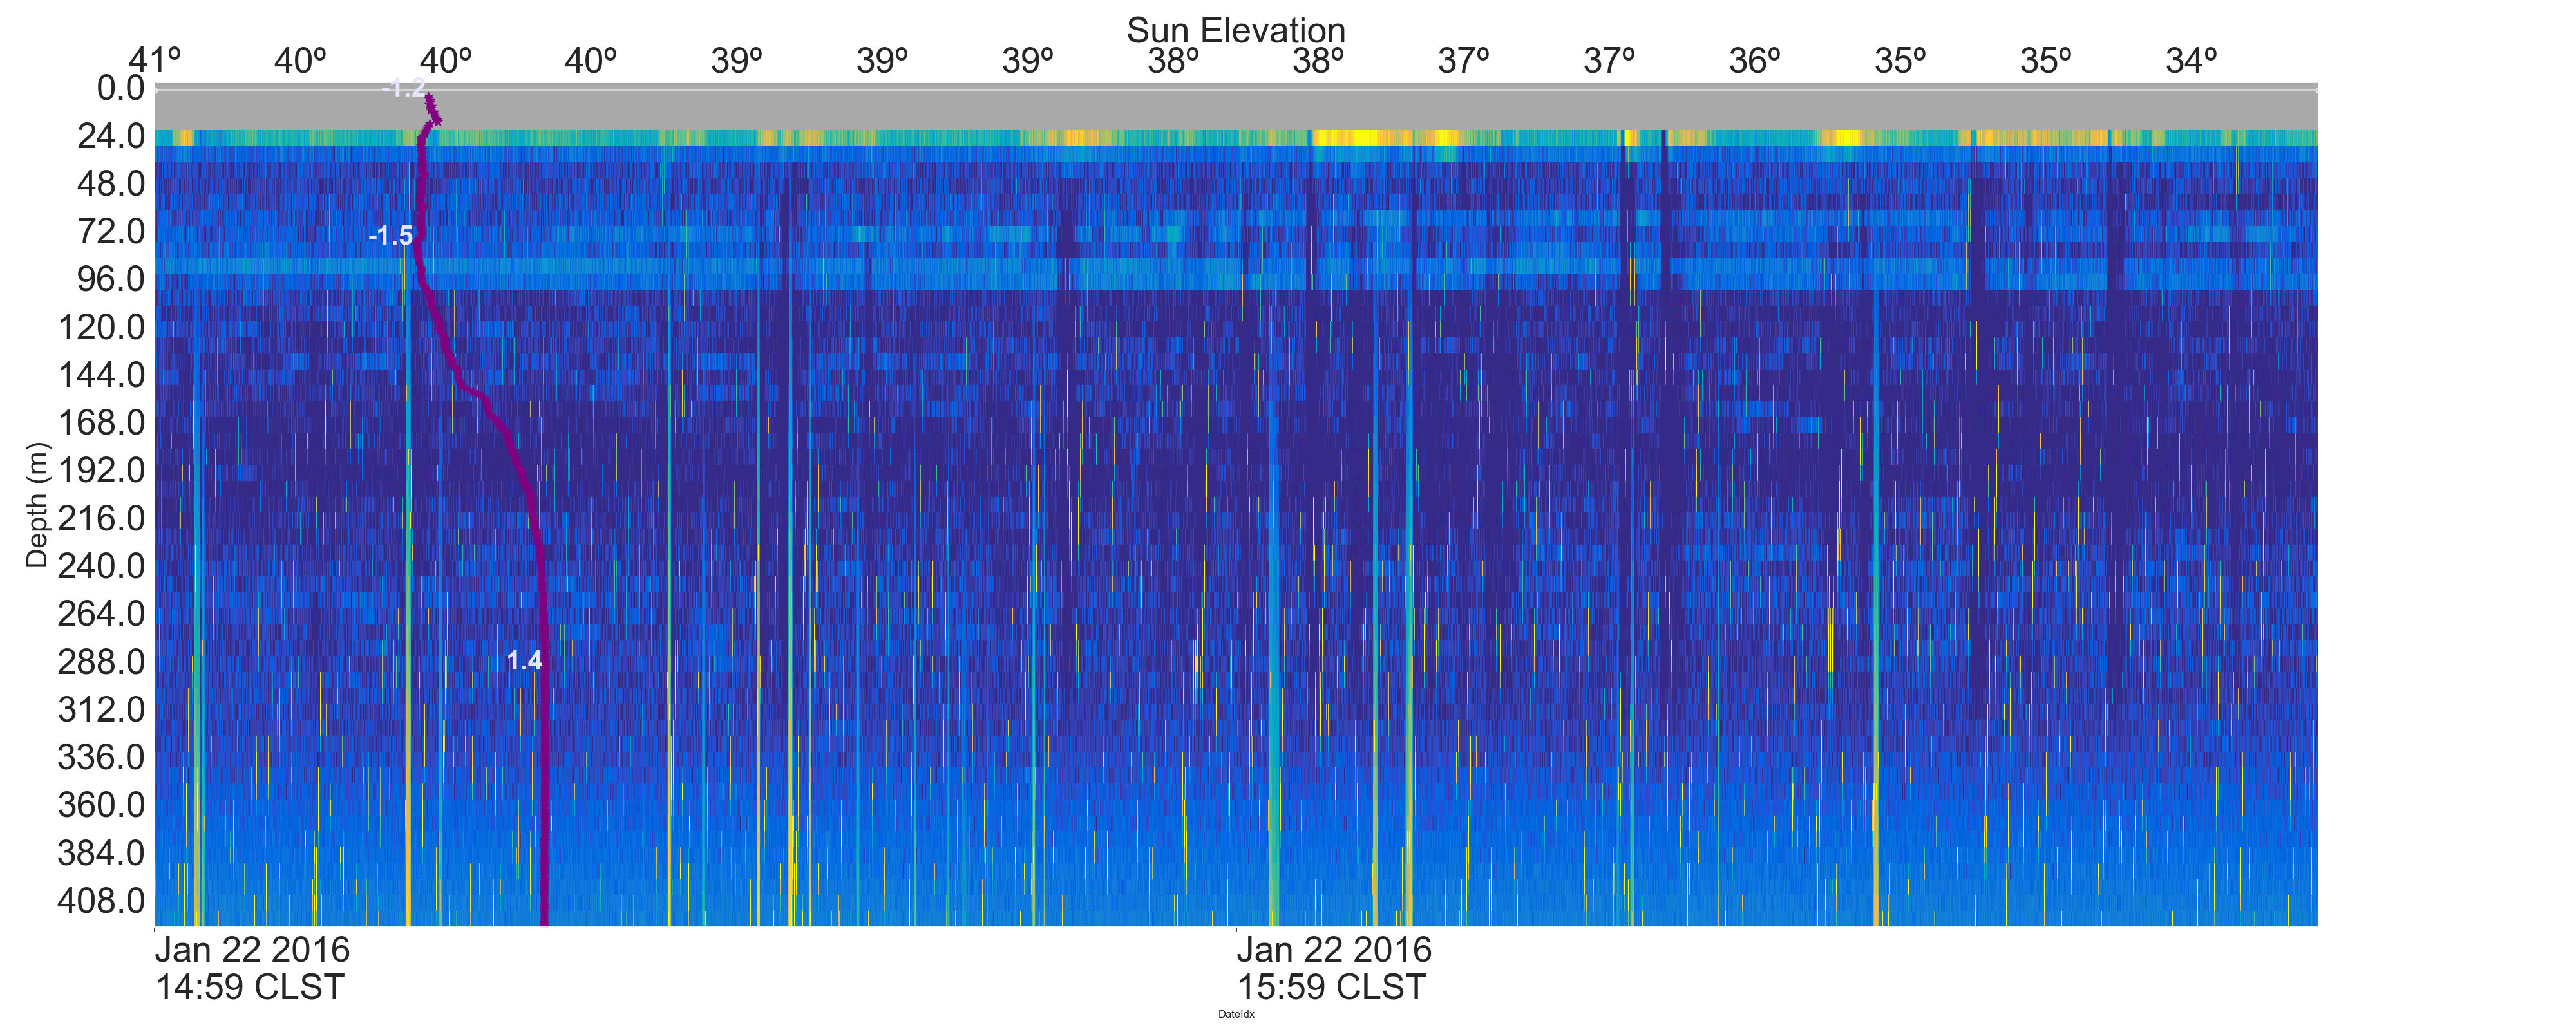 Sun Elevation
41º 40º 40º 40º 39º 39º 39º 38º 38º 37º 37º 36º 35º 35º 34º
0.0
-1.2
24.0
48.0
72.0
-1.5
96.0
120.0
144.0
168.0
192.0
216.0
240.0
264.0
288.0
1.4
312.0
336.0
360.0
384.0
408.0
Depth (m)
Jan 22 2016
14:59 CLST
Jan 22 2016
15:59 CLST
DateIdx